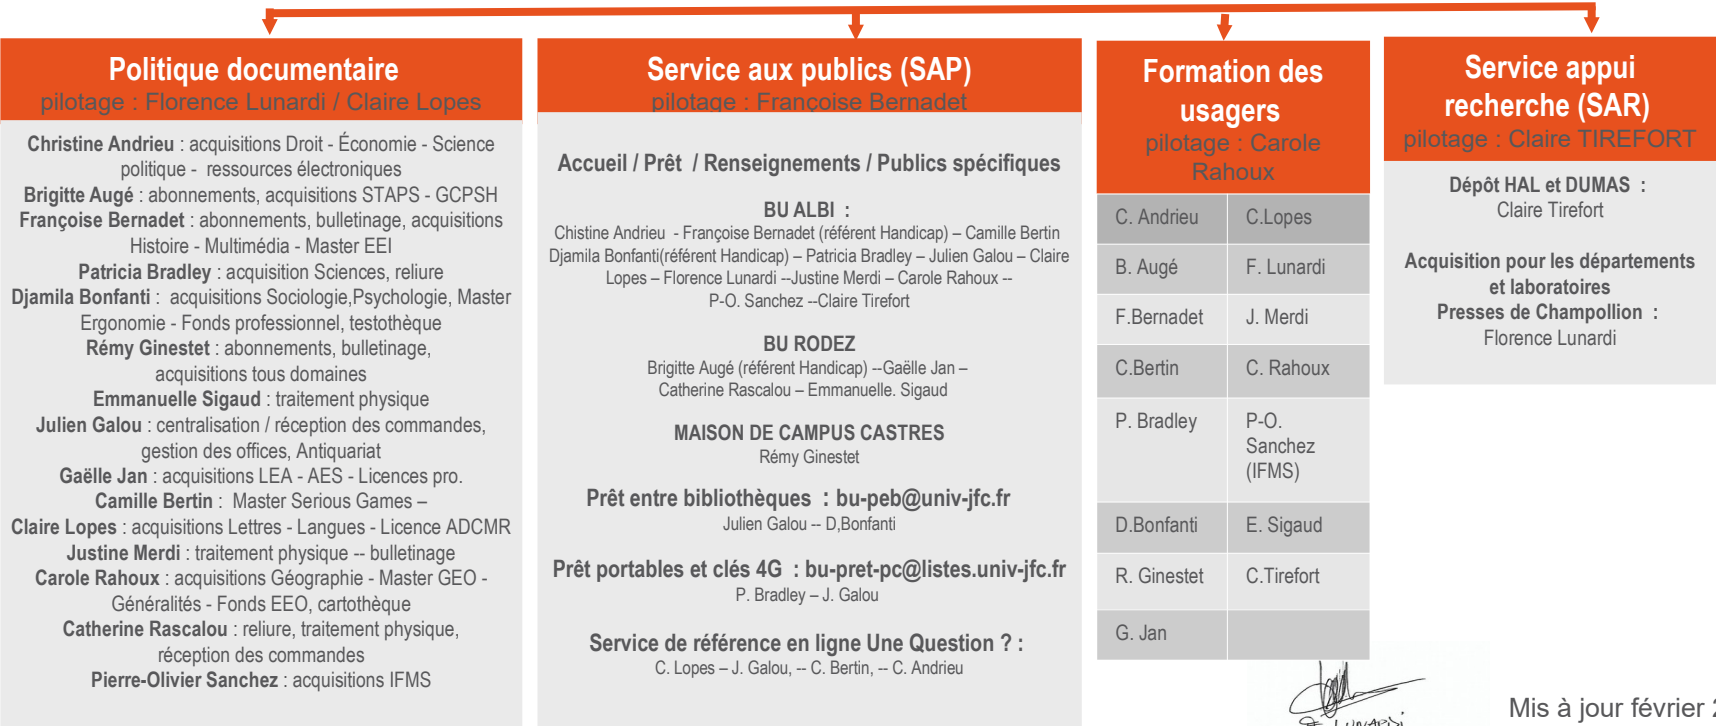 Politique documentaire
pilotage : Florence Lunardi / Claire Lopes
Christine Andrieu : acquisitions Droit - Économie - Science
politique - ressources électroniques
Brigitte Augé : abonnements, acquisitions STAPS - GCPSH
Françoise Bernadet : abonnements, bulletinage, acquisitions
Histoire - Multimédia - Master EEI
Patricia Bradley : acquisition Sciences, reliure
Djamila Bonfanti : acquisitions Sociologie,Psychologie, Master
Ergonomie - Fonds professionnel, testothèque
Rémy Ginestet : abonnements, bulletinage,
acquisitions tous domaines
Emmanuelle Sigaud : traitement physique
Julien Galou : centralisation / réception des commandes,
gestion des offices, Antiquariat
Gaëlle Jan : acquisitions LEA - AES - Licences pro.
Camille Bertin : Master Serious Games –
Claire Lopes : acquisitions Lettres - Langues - Licence ADCMR
Justine Merdi : traitement physique -- bulletinage
Carole Rahoux : acquisitions Géographie - Master GEO -
Généralités - Fonds EEO, cartothèque
Catherine Rascalou : reliure, traitement physique,
réception des commandes
Pierre-Olivier Sanchez : acquisitions IFMS
Service aux publics (SAP)
pilotage : Françoise Bernadet
Accueil / Prêt / Renseignements / Publics spécifiques
BU ALBI :
Chistine Andrieu - Françoise Bernadet (référent Handicap) – Camille Bertin
Djamila Bonfanti(référent Handicap) – Patricia Bradley – Julien Galou – Claire
Lopes – Florence Lunardi --Justine Merdi – Carole Rahoux --
P-O. Sanchez --Claire Tirefort
BU RODEZ
Brigitte Augé (référent Handicap) --Gaëlle Jan –
Catherine Rascalou – Emmanuelle. Sigaud
MAISON DE CAMPUS CASTRES
Rémy Ginestet
Prêt entre bibliothèques : bu-peb@univ-jfc.fr
Julien Galou -- D,Bonfanti
Prêt portables et clés 4G : bu-pret-pc@listes.univ-jfc.fr
P. Bradley – J. Galou
Service de référence en ligne Une Question ? :
C. Lopes – J. Galou, -- C. Bertin, -- C. Andrieu
Formation des
usagers
pilotage : Carole
Rahoux
C. Andrieu C.Lopes
B. Augé F. Lunardi
F.Bernadet J. Merdi
C.Bertin C. Rahoux
P. Bradley P-O.
Sanchez
(IFMS)
D.Bonfanti E. Sigaud
R. Ginestet C.Tirefort
G. Jan
Service appui
recherche (SAR)
pilotage : Claire TIREFORT
Dépôt HAL et DUMAS :
Claire Tirefort
Acquisition pour les départements
et laboratoires
Presses de Champollion :
Florence Lunardi
F. LUNARDI
Mis à jour février